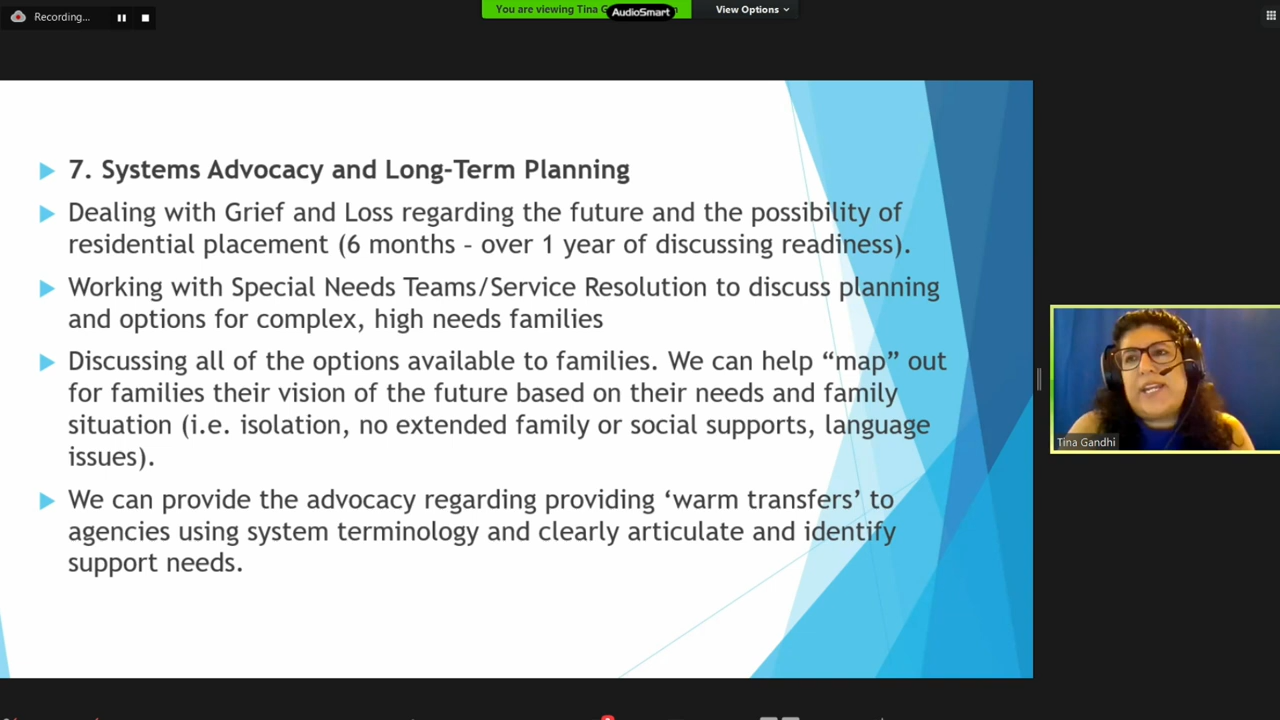 Recording...
You are viewing Tina G
AudioSmart
View Options
7. Systems Advocacy and Long-Term Planning
Dealing with Grief and Loss regarding the future and the possibility of
residential placement (6 months – over 1 year of discussing readiness).
Working with Special Needs Teams/Service Resolution to discuss planning
and options for complex, high needs families
Discussing all of the options available to families. We can help “map” out
for families their vision of the future based on their needs and family
situation (i.e. isolation, no extended family or social supports, language
issues).
We can provide the advocacy regarding providing ‘warm transfers’ to
agencies using system terminology and clearly articulate and identify
support needs.
Tina Gandhi